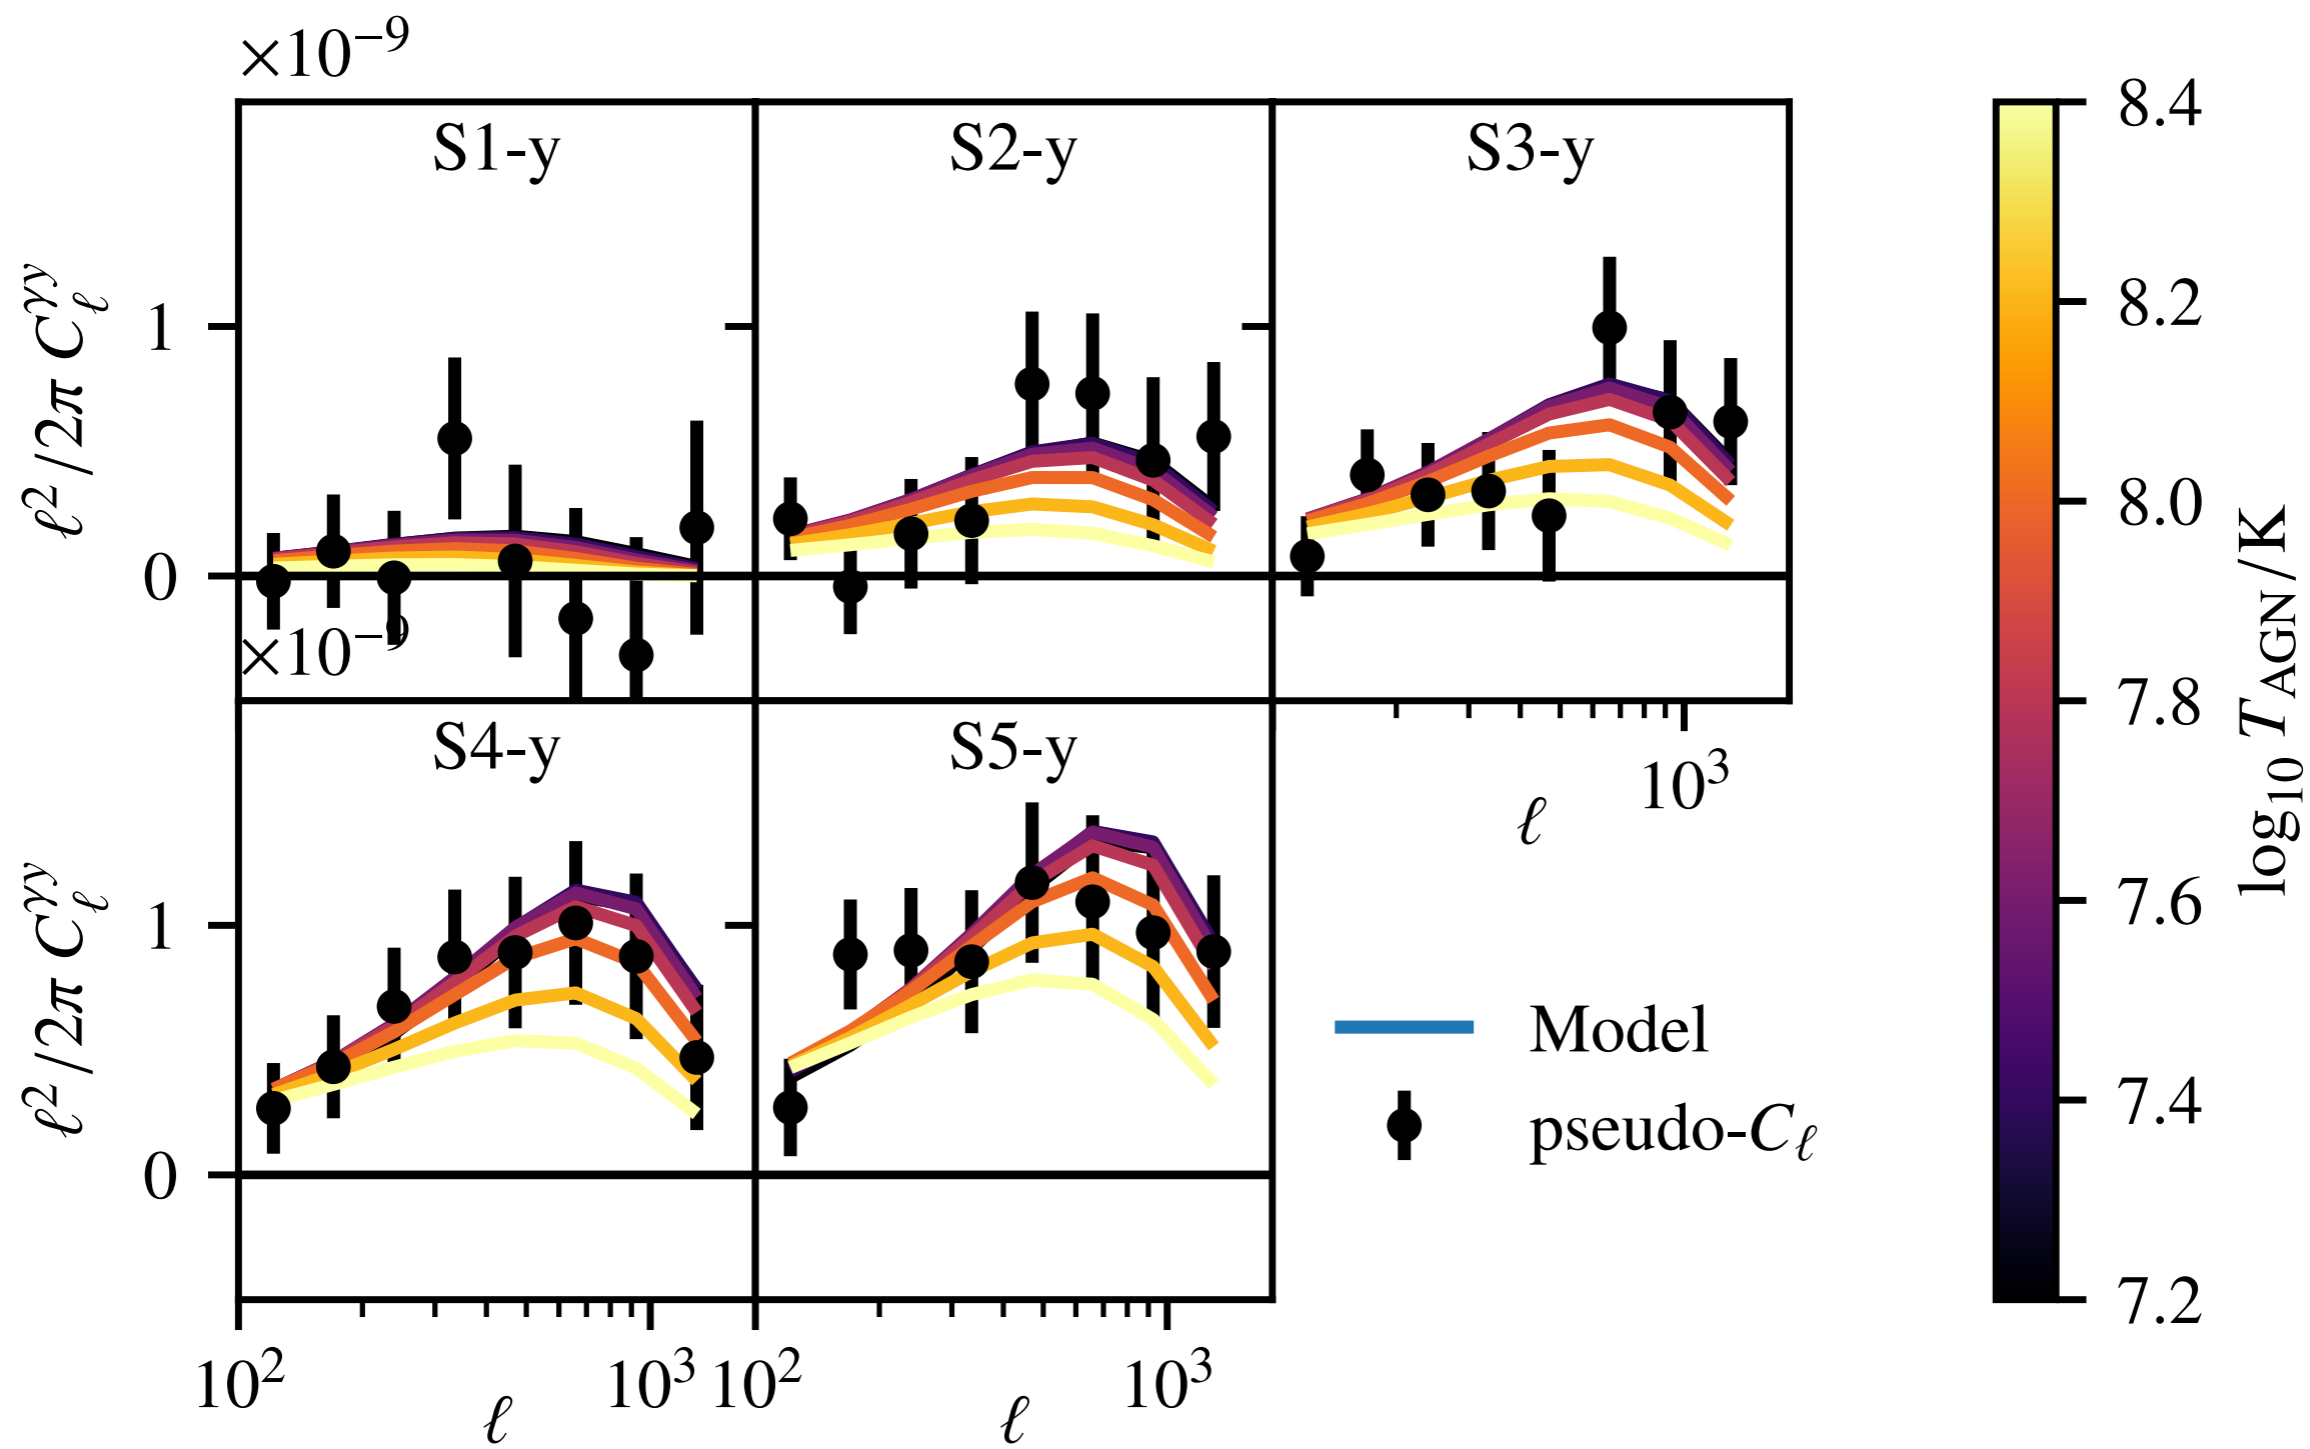 ×10⁻⁹
S1-y
S2-y
S3-y
ℓ²/2π C_ℓ^{γy}
1
0
×10⁻⁹
S4-y
S5-y
10³
ℓ
ℓ²/2π C_ℓ^{γy}
1
0
10² 10³ 10² 10³
ℓ ℓ
Model
pseudo-C_ℓ
8.4
8.2
8.0
7.8
7.6
7.4
7.2
log₁₀ T_AGN/K